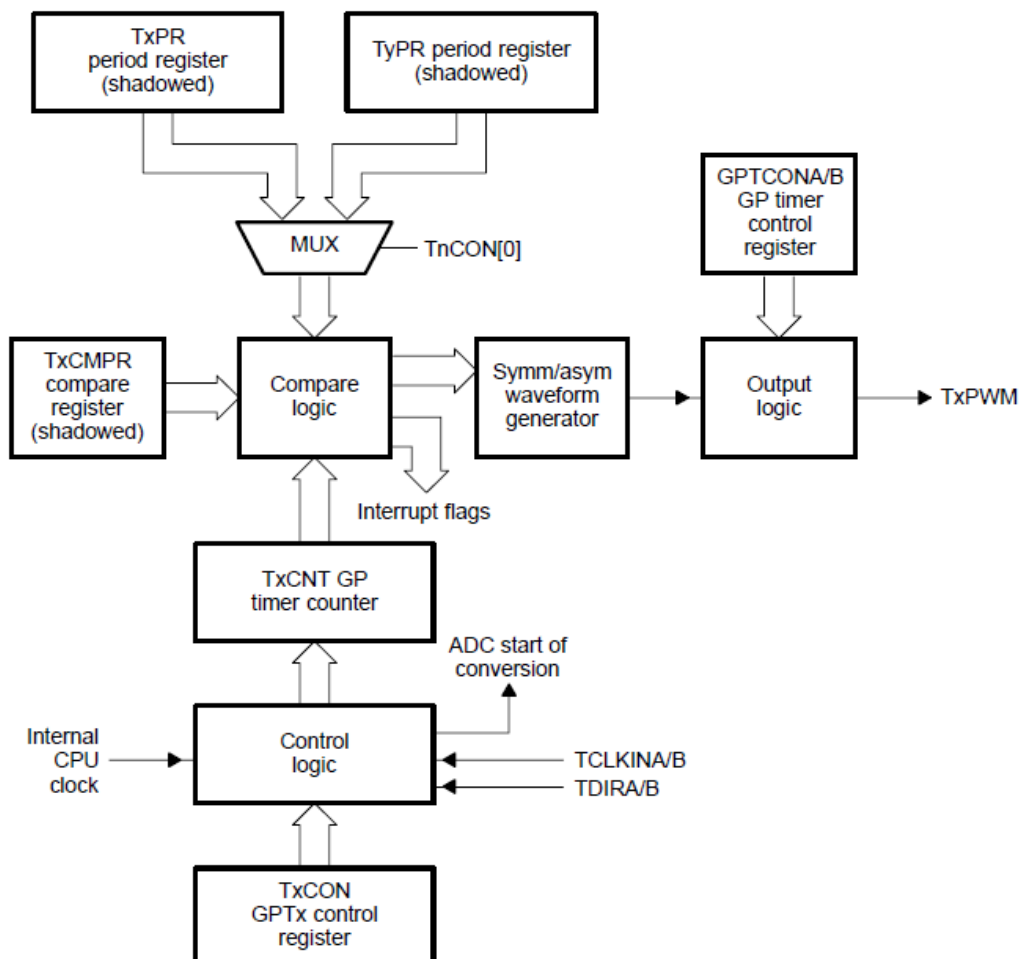 TxPR
period register
(shadowed)
TyPR period register
(shadowed)
GPTCONA/B
GP timer
control
register
MUX
TnCON[0]
TxCMPR
compare
register
(shadowed)
Compare
logic
Symm/asym
waveform
generator
Output
logic
TxPWM
Interrupt flags
TxCNT GP
timer counter
ADC start of
conversion
Internal
CPU
clock
Control
logic
TCLKINA/B
TDIRA/B
TxCON
GPTx control
register